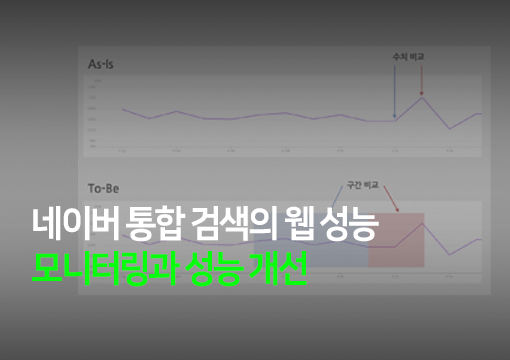 As-Is
수치 비교
To-Be
구간 비교
네이버 통합 검색의 웹 성능
모니터링과 성능 개선